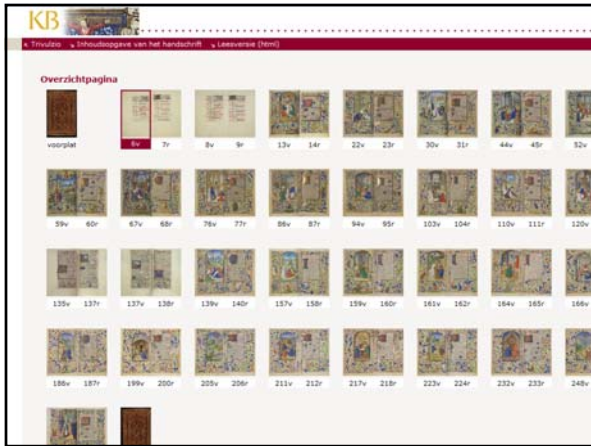 KB
Trivulzio Inhoudsopgave van het handschrift Leesversie (html)
Overzichtpagina
voorplat 6v 7r 8v 9r 13v 14r 22v 23r 30v 31r 44v 45r 52v
59v 60r 67v 68r 76v 77r 86v 87r 94v 95r 103v 104r 110v 111r 120v
135v 137r 137v 138r 139v 140r 157v 158r 159v 160r 161v 162r 164v 165r 166v
186v 187r 199v 200r 205v 206r 211v 212r 217v 218r 223v 224r 232v 233r 248v